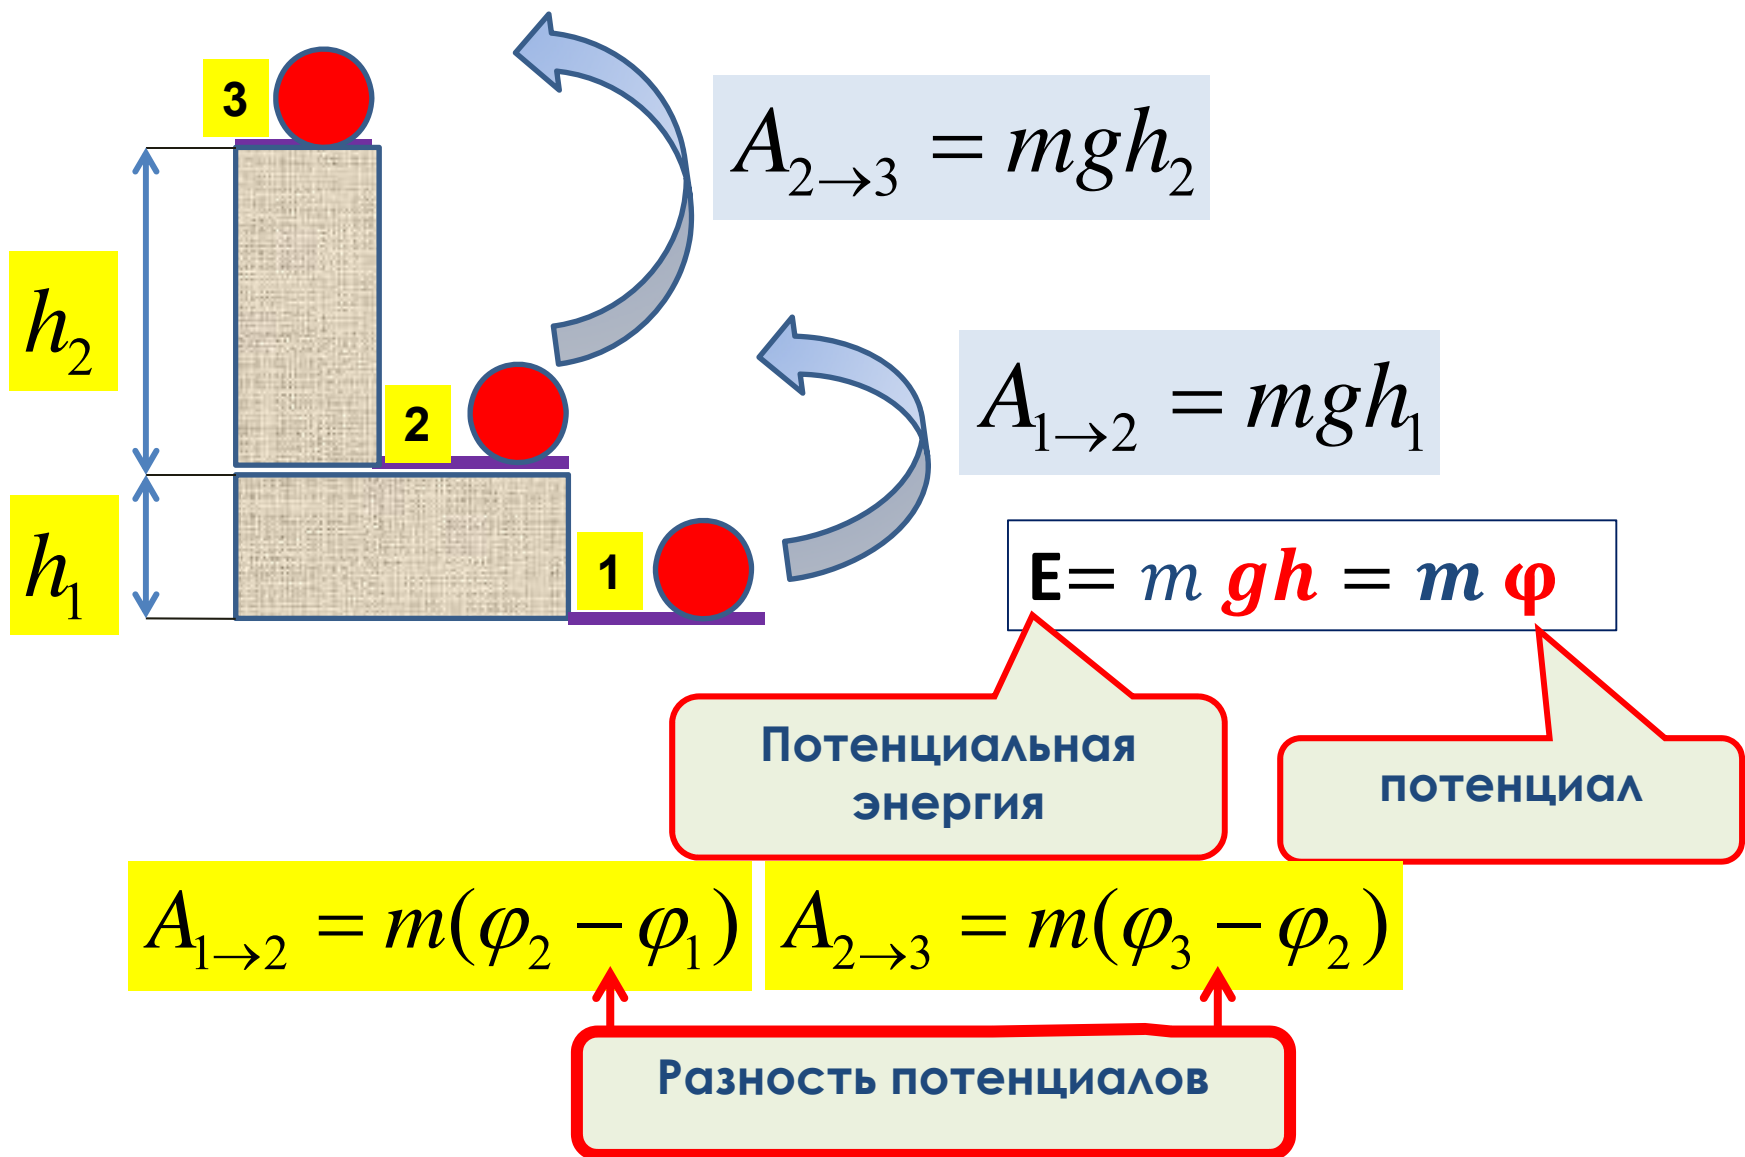 3
A₂→₃ = mgh₂
h₂
2
A₁→₂ = mgh₁
h₁
1
E= m gh = m φ
Потенциальная
энергия
потенциал
A₁→₂ = m(φ₂ − φ₁)
A₂→₃ = m(φ₃ − φ₂)
Разность потенциалов